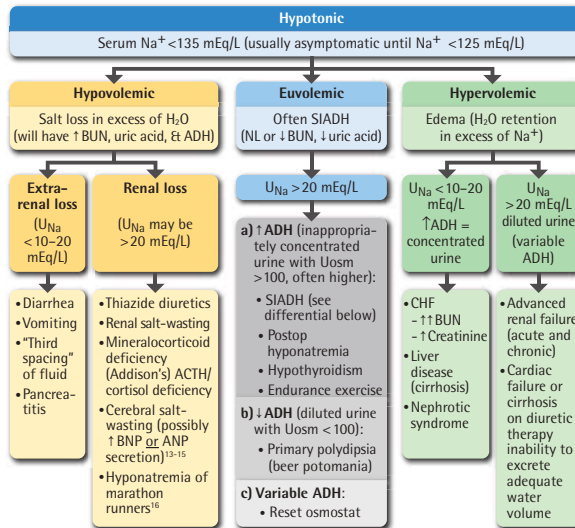 Hypotonic
Serum Na⁺ <135 mEq/L (usually asymptomatic until Na⁺ <125 mEq/L)
Hypovolemic
Salt loss in excess of H₂O
(will have ↑BUN, uric acid, & ADH)
Extra-
renal loss
(U_Na
<10–20
mEq/L)
•Diarrhea
•Vomiting
•"Third
spacing" of
of fluid
•Pancrea-
titis
Renal loss
(U_Na may be
>20 mEq/L)
•Thiazide diuretics
•Renal salt-wasting
•Mineralocorticoid
deficiency
(Addison's) ACTH/
cortisol deficiency
•Cerebral salt-
wasting (possibly
↑BNP or ANP
secretion)¹³⁻¹⁵
•Hyponatremia of
marathon
runners¹⁶
Euvolemic
Often SIADH
(NL or ↓BUN, ↓uric acid)
U_Na >20 mEq/L
a) ↑ADH (inappropria-
tely concentrated
urine with Uosm
>100, often higher):
• SIADH (see
differential below)
• Postop
hyponatremia
• Hypothyroidism
• Endurance exercise
b) ↓ADH (diluted urine
with Uosm <100):
• Primary polydipsia
(beer potomania)
c) Variable ADH:
• Reset osmostat
Hypervolemic
Edema (H₂O retention
in excess of Na⁺)
U_Na <10–20
mEq/L
↑ADH =
concentrated
urine
•CHF
-↑↑BUN
-↑Creatinine
•Liver
disease
(cirrhosis)
•Nephrotic
syndrome
U_Na
>20 mEq/L
diluted urine
(variable
ADH)
•Advanced
renal failure
(acute and
chronic)
•Cardiac
failure or
cirrhosis
on diuretic
therapy
inability to
excrete
adequate
water
volume